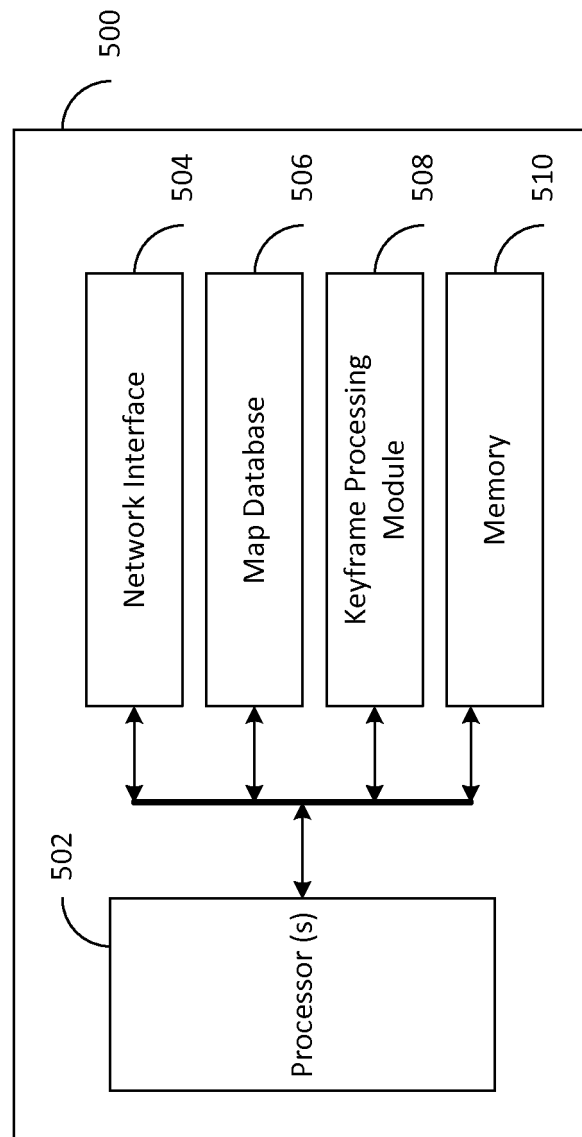 500
502
Processor (s)
504
Network Interface
506
Map Database
508
Keyframe Processing
Module
510
Memory